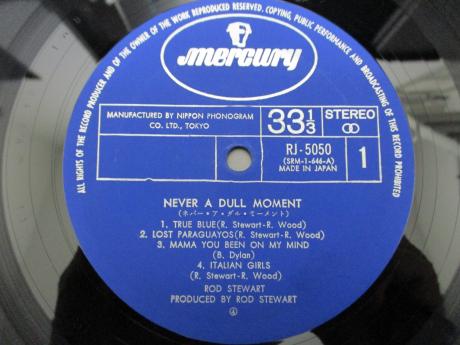 ALL RIGHTS OF THE RECORD PRODUCER AND OF THE OWNER OF THE WORK REPRODUCED RESERVED. COPYING, PUBLIC PERFORMANCE AND BROADCASTING OF THIS RECORD PROHIBITED
mercury
MANUFACTURED BY NIPPON PHONOGRAM
CO. LTD., TOKYO
33 1/3
STEREO
RJ-5050
(SRM-1-646-A)
MADE IN JAPAN
1
NEVER A DULL MOMENT
(ネバー・ア・ダル・モーメント)
1. TRUE BLUE(R. Stewart-R. Wood)
2. LOST PARAGUAYOS(R. Stewart-R. Wood)
3. MAMA YOU BEEN ON MY MIND
(B. Dylan)
4. ITALIAN GIRLS
(R. Stewart-R. Wood)
ROD STEWART
PRODUCED BY ROD STEWART